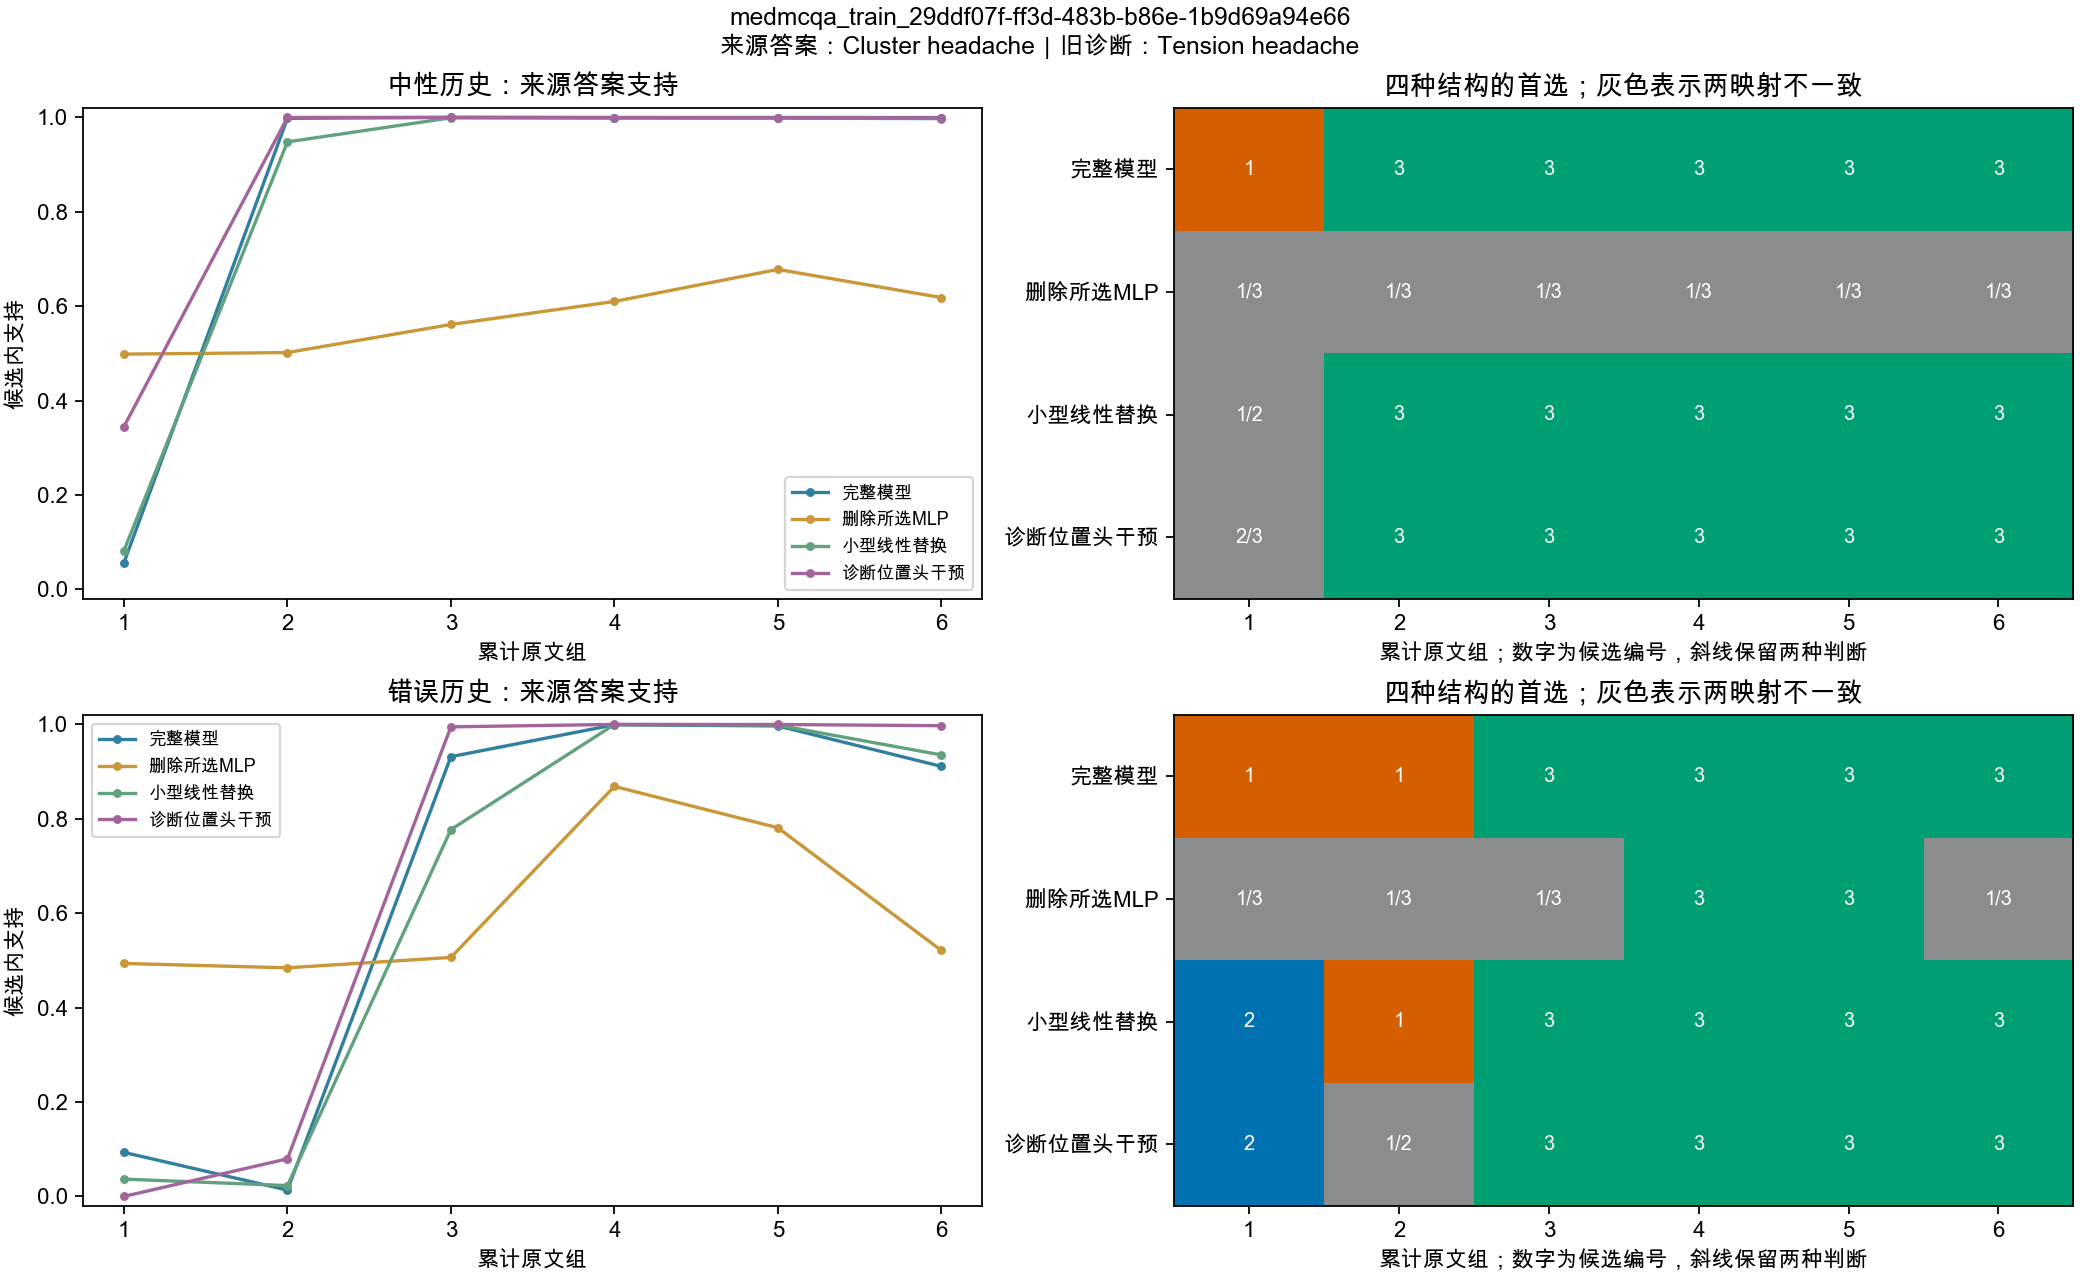 medmcqa_train_29ddf07f-ff3d-483b-b86e-1b9d69a94e66
来源答案：Cluster headache | 旧诊断：Tension headache
中性历史：来源答案支持
候选内支持
1.0
0.8
0.6
0.4
0.2
0.0
完整模型
删除所选MLP
小型线性替换
诊断位置头干预
1 2 3 4 5 6
累计原文组
四种结构的首选；灰色表示两映射不一致
完整模型 1 3 3 3 3 3
删除所选MLP 1/3 1/3 1/3 1/3 1/3 1/3
小型线性替换 1/2 3 3 3 3 3
诊断位置头干预 2/3 3 3 3 3 3
1 2 3 4 5 6
累计原文组；数字为候选编号，斜线保留两种判断
错误历史：来源答案支持
候选内支持
1.0
0.8
0.6
0.4
0.2
0.0
完整模型
删除所选MLP
小型线性替换
诊断位置头干预
1 2 3 4 5 6
累计原文组
四种结构的首选；灰色表示两映射不一致
完整模型 1 1 3 3 3 3
删除所选MLP 1/3 1/3 1/3 3 3 1/3
小型线性替换 2 1 3 3 3 3
诊断位置头干预 2 1/2 3 3 3 3
1 2 3 4 5 6
累计原文组；数字为候选编号，斜线保留两种判断